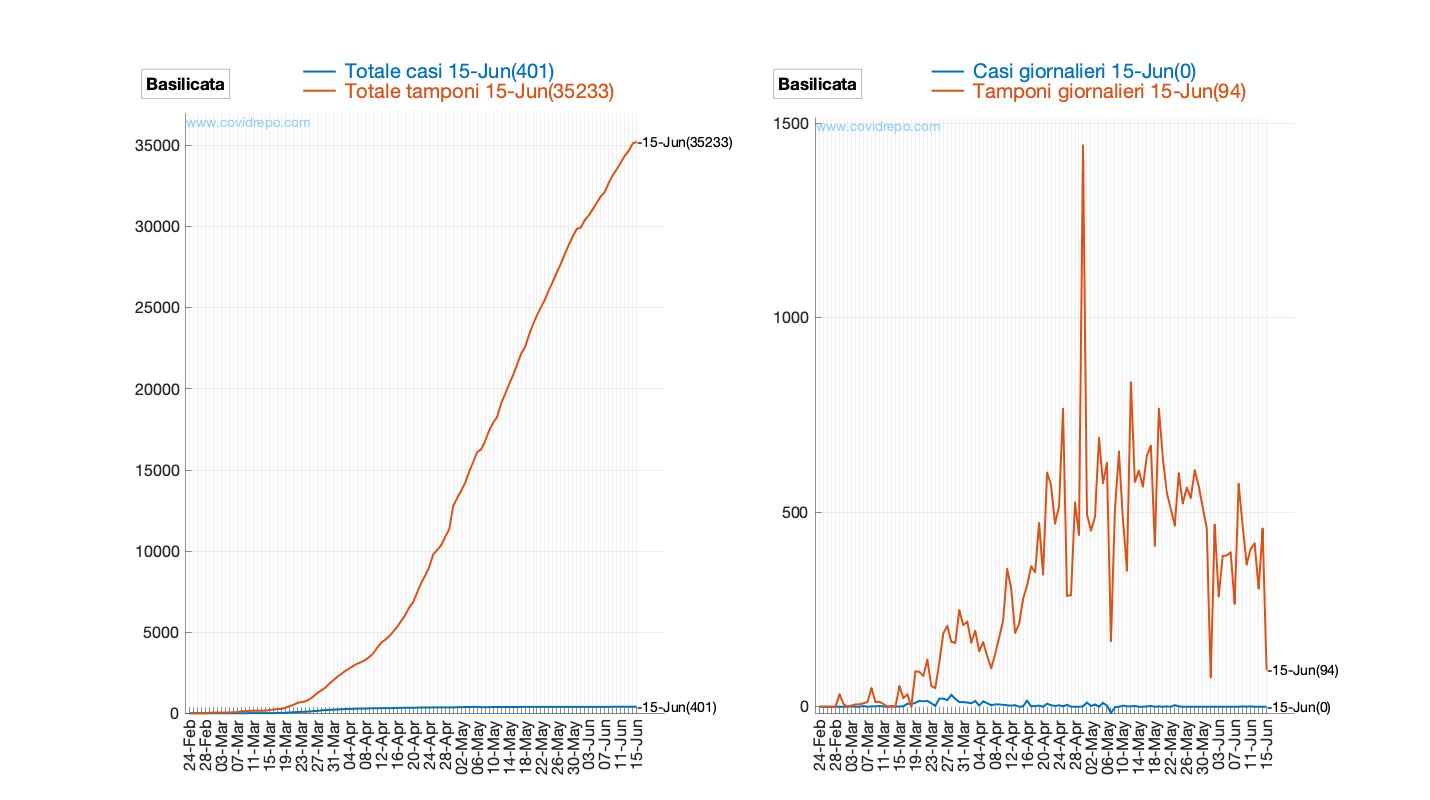 Basilicata
Totale casi 15-Jun(401)
Totale tamponi 15-Jun(35233)
www.covidrepo.com
35000
30000
25000
20000
15000
10000
5000
0
15-Jun(35233)
15-Jun(401)
24-Feb
28-Feb
03-Mar
07-Mar
11-Mar
15-Mar
19-Mar
23-Mar
27-Mar
31-Mar
04-Apr
08-Apr
12-Apr
16-Apr
20-Apr
24-Apr
28-Apr
02-May
06-May
10-May
14-May
18-May
22-May
26-May
30-May
03-Jun
07-Jun
11-Jun
15-Jun
Basilicata
Casi giornalieri 15-Jun(0)
Tamponi giornalieri 15-Jun(94)
www.covidrepo.com
1500
1000
500
0
15-Jun(94)
15-Jun(0)
24-Feb
28-Feb
03-Mar
07-Mar
11-Mar
15-Mar
19-Mar
23-Mar
27-Mar
31-Mar
04-Apr
08-Apr
12-Apr
16-Apr
20-Apr
24-Apr
28-Apr
02-May
06-May
10-May
14-May
18-May
22-May
26-May
30-May
03-Jun
07-Jun
11-Jun
15-Jun